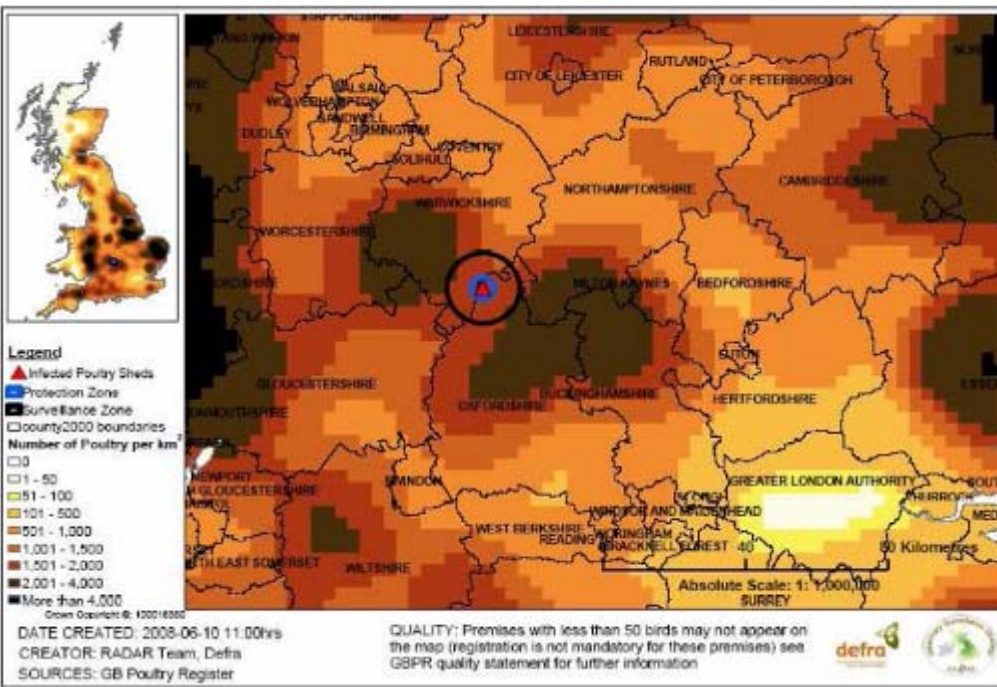 STAFFORDSHIRE
LEICESTERSHIRE
RUTLAND
CITY OF LEICESTER
CITY OF PETERBOROUGH
WALSALL
WOLVERHAMPTON
SANDWELL
DUDLEY
BIRMINGHAM
COVENTRY
SOLIHULL
CAMBRIDGESHIRE
NORTHAMPTONSHIRE
WARWICKSHIRE
WORCESTERSHIRE
MILTON KEYNES
BEDFORDSHIRE
LUTON
GLOUCESTERSHIRE
BUCKINGHAMSHIRE
OXFORDSHIRE
HERTFORDSHIRE
NEWPORT
SWINDON
GREATER LONDON AUTHORITY
SLOUGH
THURROCK
WINDSOR AND MAIDENHEAD
WEST BERKSHIRE
READING
WOKINGHAM
BRACKNELL FOREST
WILTSHIRE
40
80 Kilometres
Absolute Scale: 1: 1,000,000
SURREY
Legend
Infected Poultry Sheds
Protection Zone
Surveillance Zone
county2000 boundaries
Number of Poultry per km²
0
1 - 50
51 - 100
101 - 500
501 - 1,000
1,001 - 1,500
1,501 - 2,000
2,001 - 4,000
More than 4,000
DATE CREATED: 2008-06-10 11:00hrs
CREATOR: RADAR Team, Defra
SOURCES: GB Poultry Register
QUALITY: Premises with less than 50 birds may not appear on
the map (registration is not mandatory for these premises) see
GBPR quality statement for further information
defra